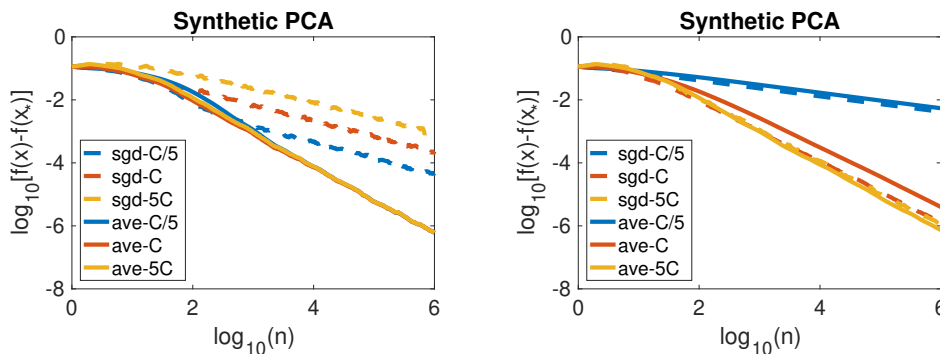 Synthetic PCA
log10[f(x)-f(x*)]
0
-2
-4
-6
-8
sgd-C/5
sgd-C
sgd-5C
ave-C/5
ave-C
ave-5C
0
2
4
6
log10(n)
Synthetic PCA
log10[f(x)-f(x*)]
0
-2
-4
-6
-8
sgd-C/5
sgd-C
sgd-5C
ave-C/5
ave-C
ave-5C
0
2
4
6
log10(n)